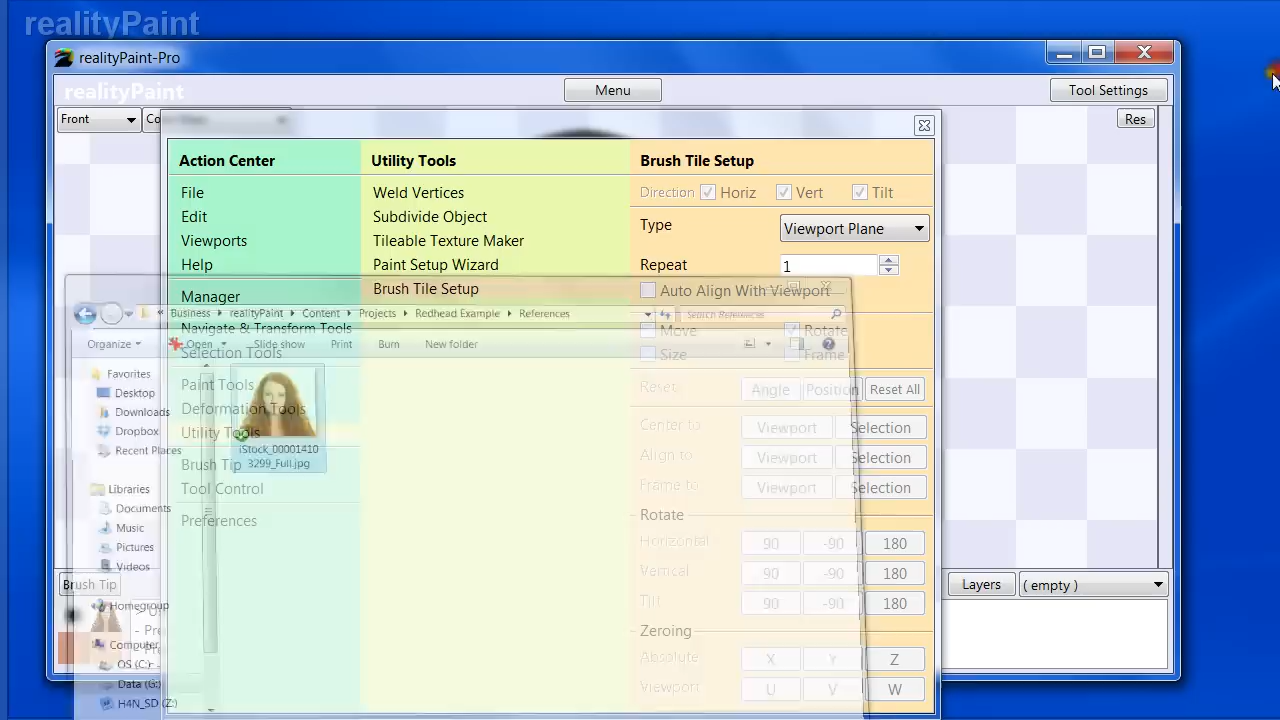 realityPaint
realityPaint-Pro
realityPaint
Menu
Tool Settings
Front
Res
Action Center
Utility Tools
Brush Tile Setup
File
Edit
Viewports
Help
Manager
Navigate & Transform Tools
Selection Tools
Paint Tools
Deformation Tools
Utility Tools
Brush Tip
Tool Control
Preferences
Weld Vertices
Subdivide Object
Tileable Texture Maker
Paint Setup Wizard
Brush Tile Setup
Direction Horiz Vert Tilt
Type Viewport Plane
Repeat 1
Auto Align With Viewport
Move Rotate
Size Frame
Reset Angle Position Reset All
Center to Viewport Selection
Align to Viewport Selection
Frame to Viewport Selection
Rotate
Horizontal 90 -90 180
Vertical 90 -90 180
Tilt 90 -90 180
Zeroing
Absolute X Y Z
Viewport U V W
« Business realityPaint Content Projects Redhead Example References
Search References
Organize Open Slide show Print Burn New folder
Favorites
Desktop
Downloads
Dropbox
Recent Places
Libraries
Documents
Music
Pictures
Videos
Homegroup
Computer
OS (C:)
Data (G:)
H4N_SD (Z:)
iStock_00001410
3299_Full.jpg
Brush Tip
Layers
( empty )